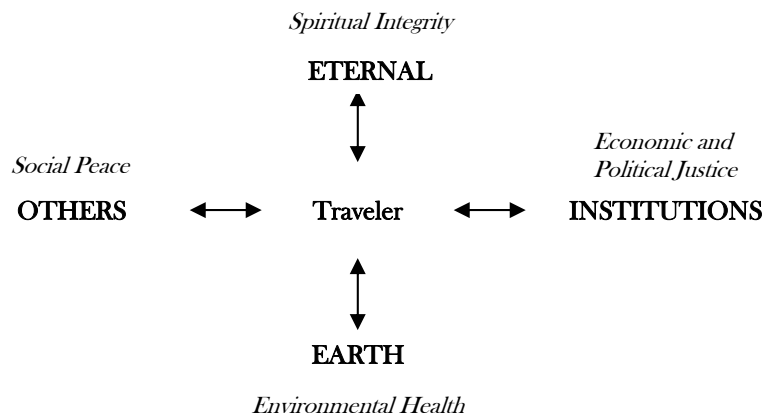 Spiritual Integrity
ETERNAL
Economic and
Political Justice
Social Peace
OTHERS
Traveler
INSTITUTIONS
EARTH
Environmental Health